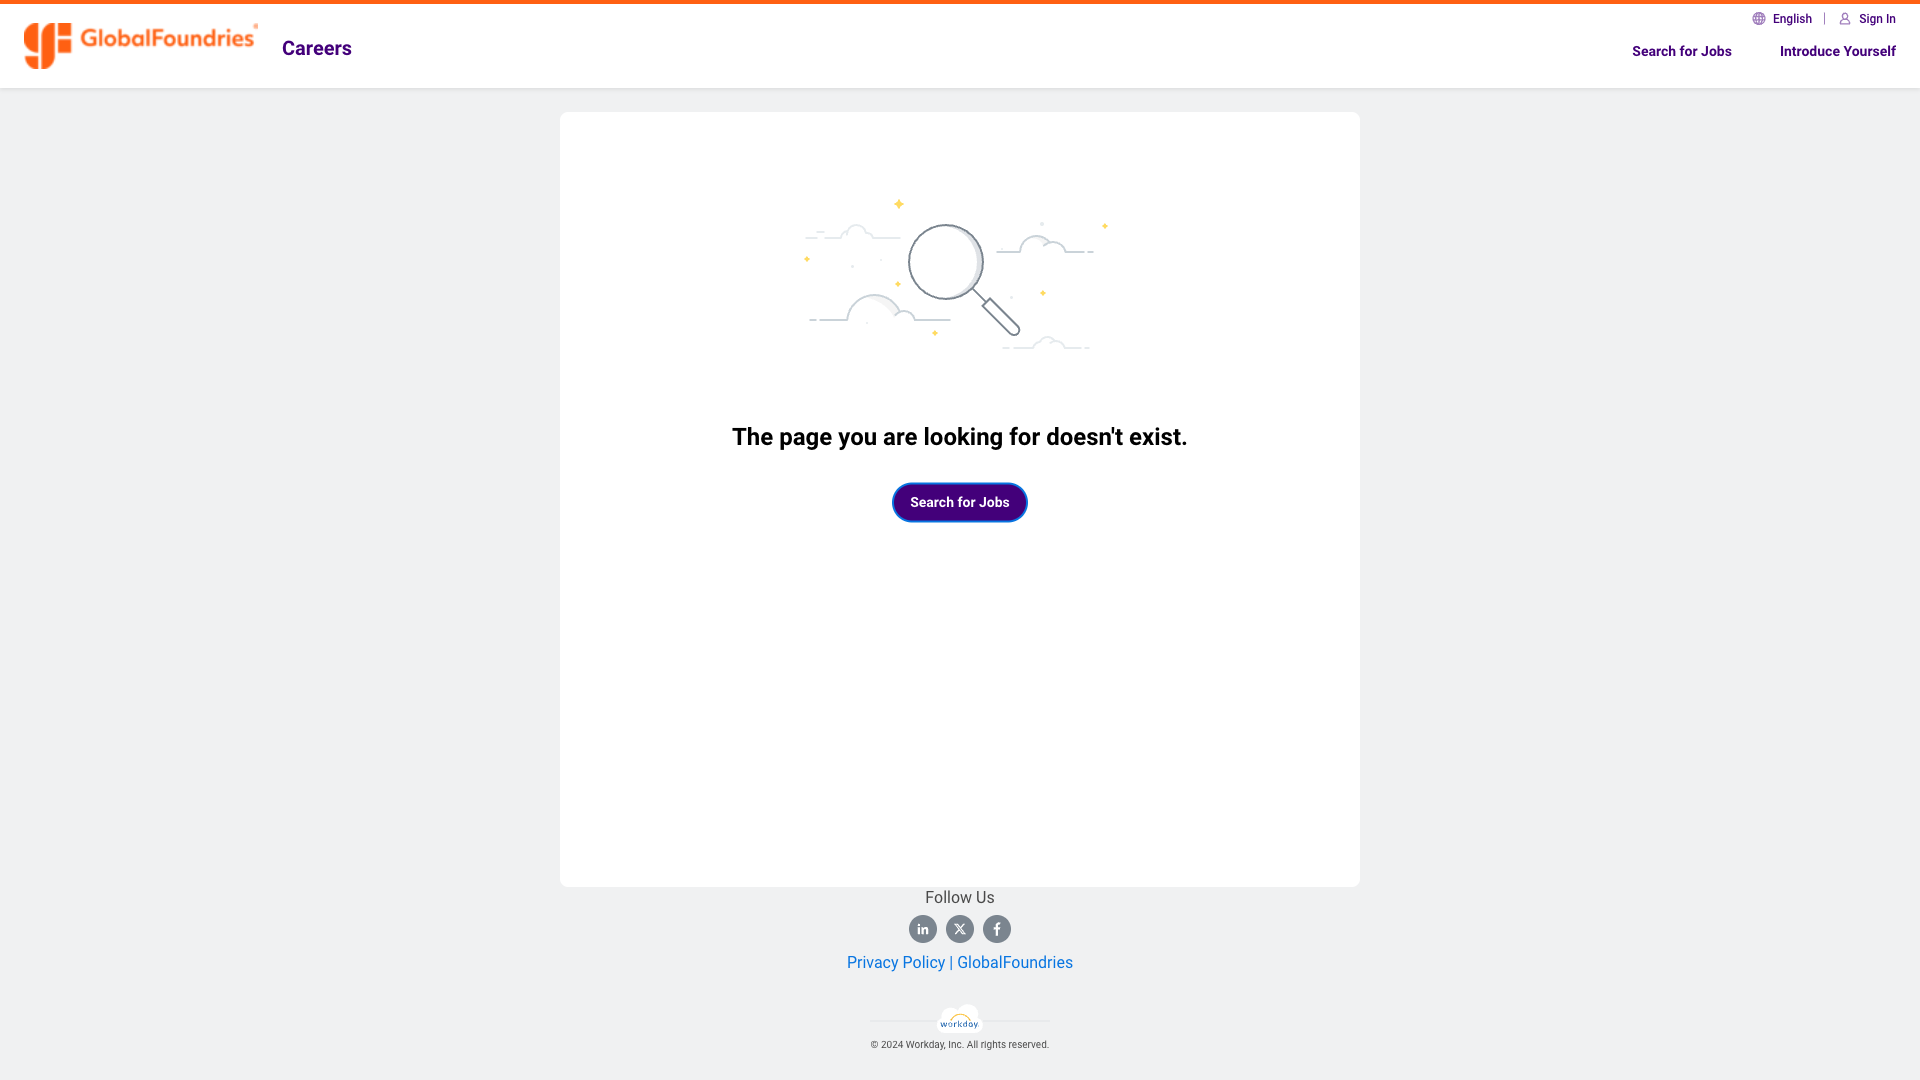 GlobalFoundries®
Careers
English
Sign In
Search for Jobs
Introduce Yourself
The page you are looking for doesn't exist.
Search for Jobs
Follow Us
Privacy Policy | GlobalFoundries
workday.
© 2024 Workday, Inc. All rights reserved.